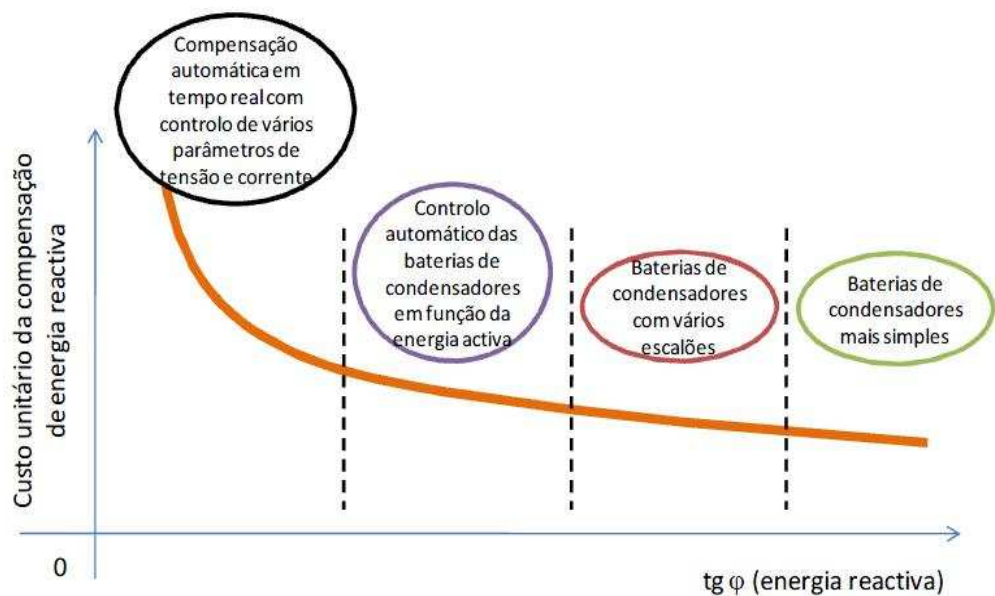 Compensação
automática em
tempo real com
controlo de vários
parâmetros de
tensão e corrente
Controlo
automático das
baterias de
condensadores
em função da
energia activa
Baterias de
condensadores
com vários
escalões
Baterias de
condensadores
mais simples
Custo unitário da compensação
de energia reactiva
0
tg φ (energia reactiva)